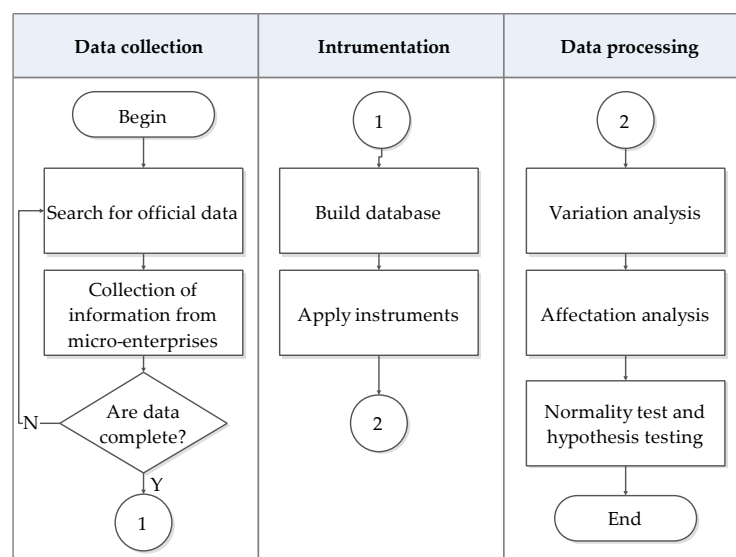 Data collection
Intrumentation
Data processing
Begin
Search for official data
Collection of
information from
micro-enterprises
Are data
complete?
N
Y
1
1
Build database
Apply instruments
2
2
Variation analysis
Affectation analysis
Normality test and
hypothesis testing
End